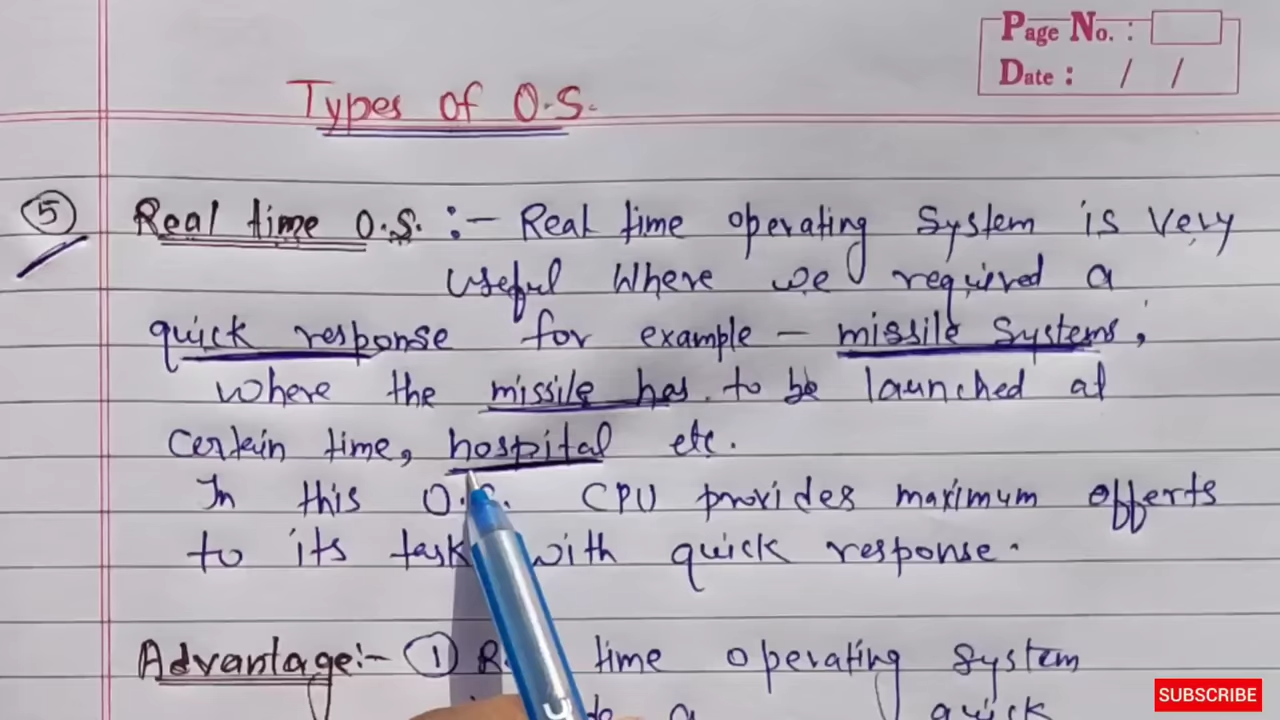 Page No. :
Date : / /
Types of O.S.
5 Real time O.S. :- Real time operating System is very
useful where we required a
quick response for example - missile systems,
where the missile has to be launched at
certain time, hospital etc.
In this O.S. CPU provides maximum offerts
to its task with quick response.
Advantage:- 1 time operating system
a quick
SUBSCRIBE